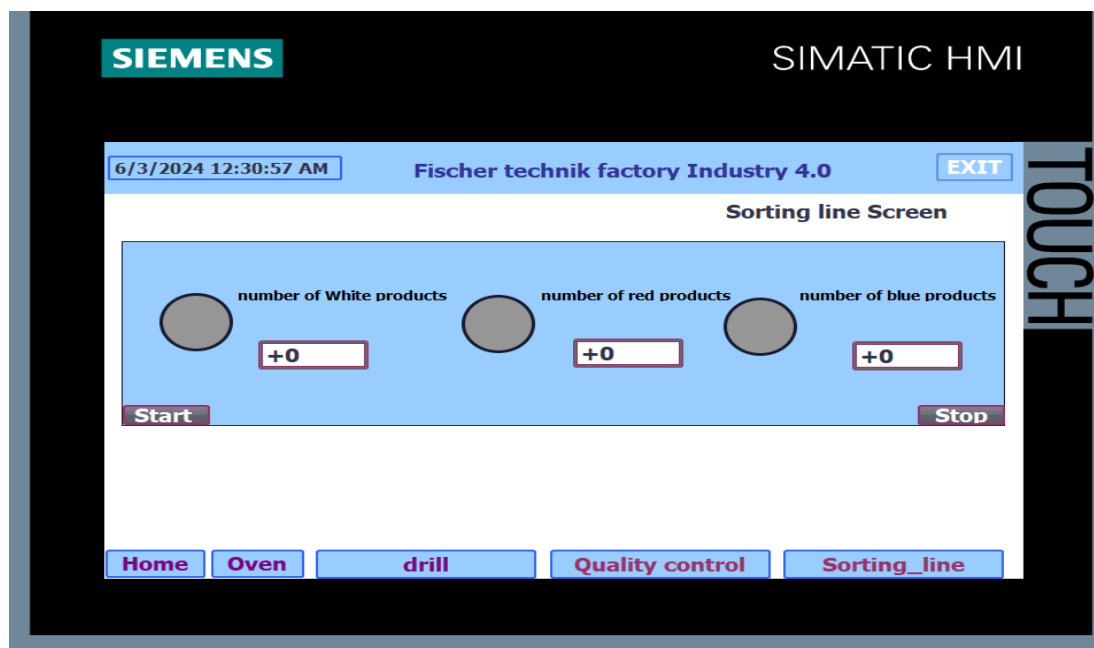 SIEMENS
SIMATIC HMI
TOUCH
6/3/2024 12:30:57 AM
Fischer technik factory Industry 4.0
EXIT
Sorting line Screen
number of White products
number of red products
number of blue products
+0
+0
+0
Start
Stop
Home
Oven
drill
Quality control
Sorting_line